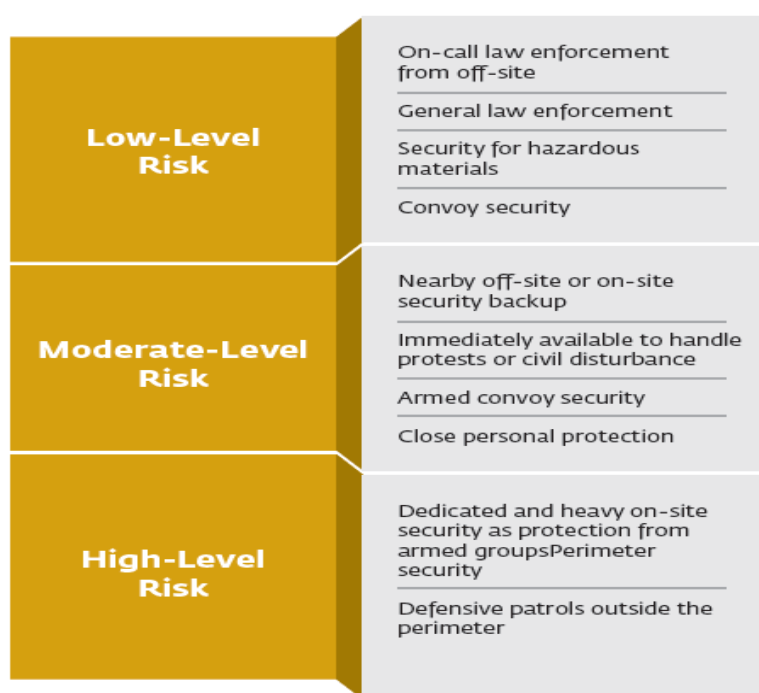 Low-Level
Risk
On-call law enforcement
from off-site
General law enforcement
Security for hazardous
materials
Convoy security
Moderate-Level
Risk
Nearby off-site or on-site
security backup
Immediately available to handle
protests or civil disturbance
Armed convoy security
Close personal protection
High-Level
Risk
Dedicated and heavy on-site
security as protection from
armed groupsPerimeter
security
Defensive patrols outside the
perimeter